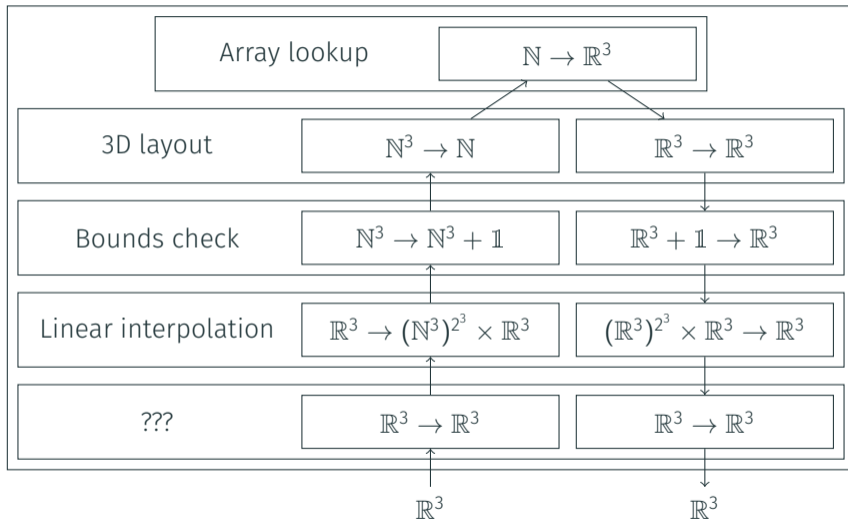 Array lookup ℕ → ℝ³
3D layout ℕ³ → ℕ ℝ³ → ℝ³
Bounds check ℕ³ → ℕ³ + 𝟙 ℝ³ + 𝟙 → ℝ³
Linear interpolation ℝ³ → (ℕ³)^{2³} × ℝ³ (ℝ³)^{2³} × ℝ³ → ℝ³
??? ℝ³ → ℝ³ ℝ³ → ℝ³
ℝ³ ℝ³